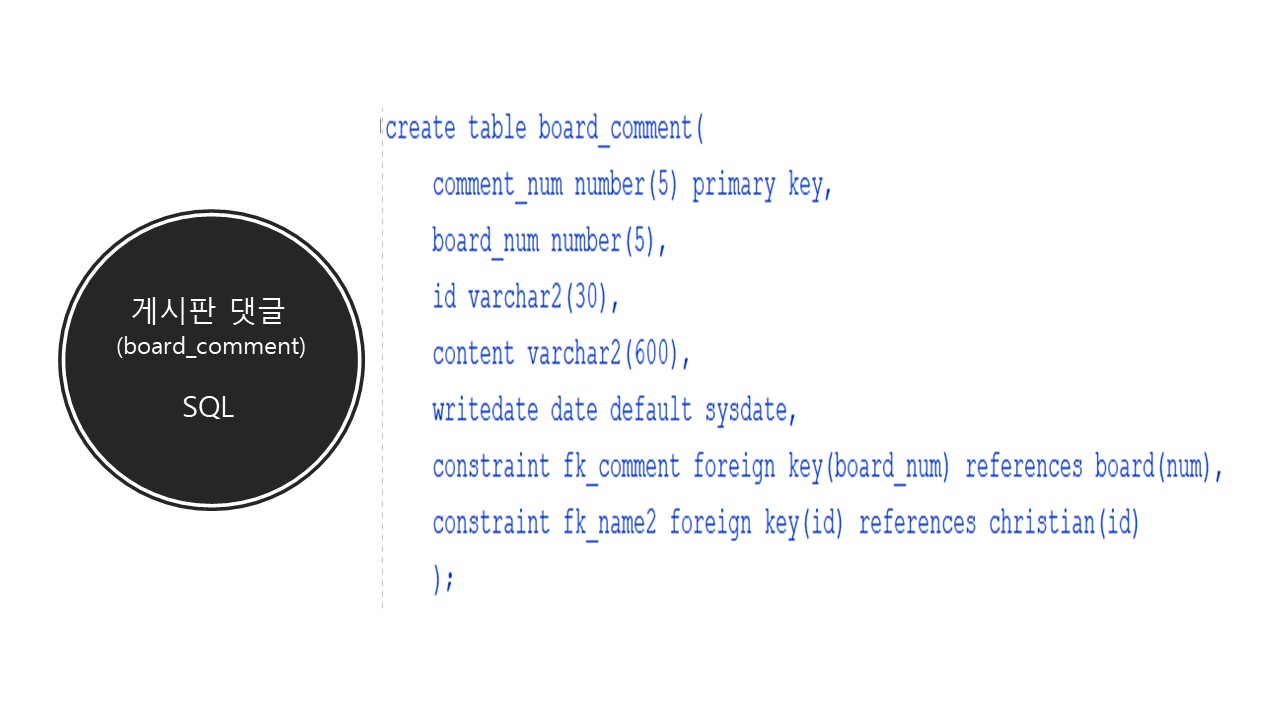 게시판 댓글
(board_comment)
SQL
create table board_comment(
comment_num number(5) primary key,
board_num number(5),
id varchar2(30),
content varchar2(600),
writedate date default sysdate,
constraint fk_comment foreign key(board_num) references board(num),
constraint fk_name2 foreign key(id) references christian(id)
);